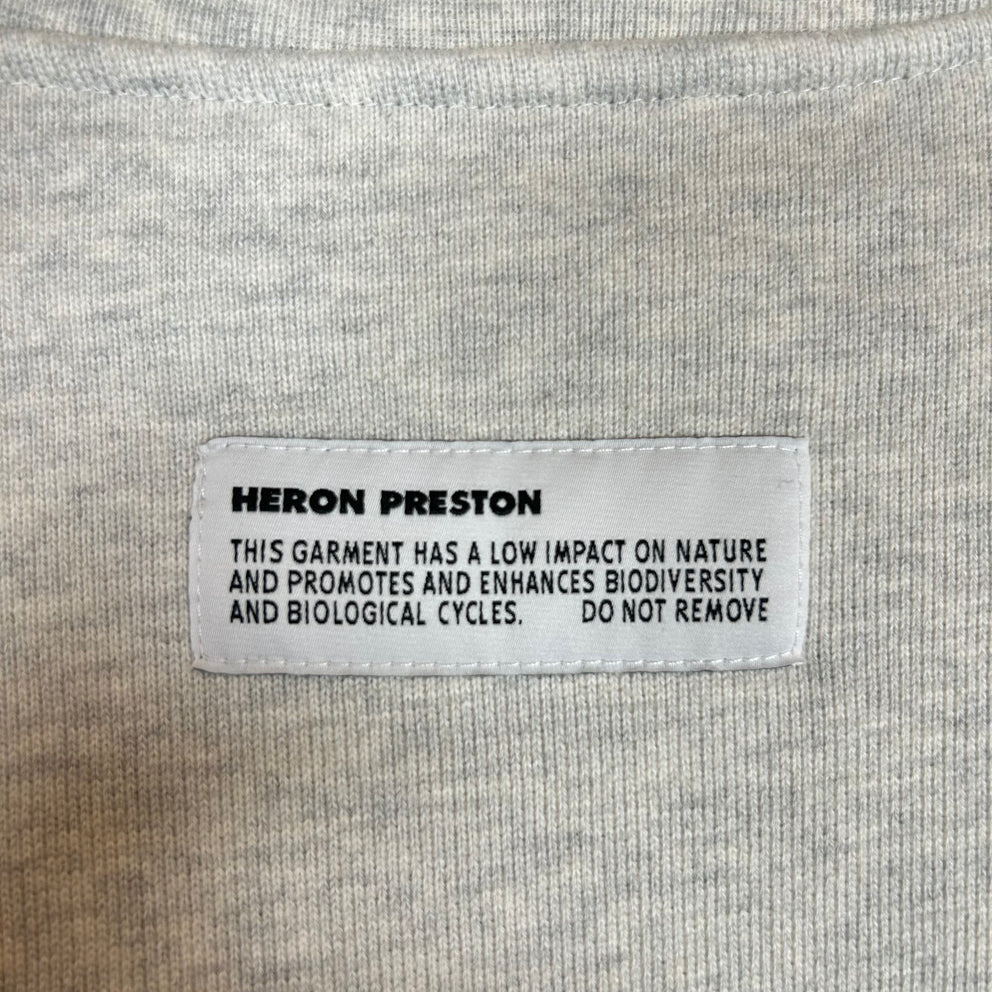 HERON PRESTON
THIS GARMENT HAS A LOW IMPACT ON NATURE
AND PROMOTES AND ENHANCES BIODIVERSITY
AND BIOLOGICAL CYCLES. DO NOT REMOVE